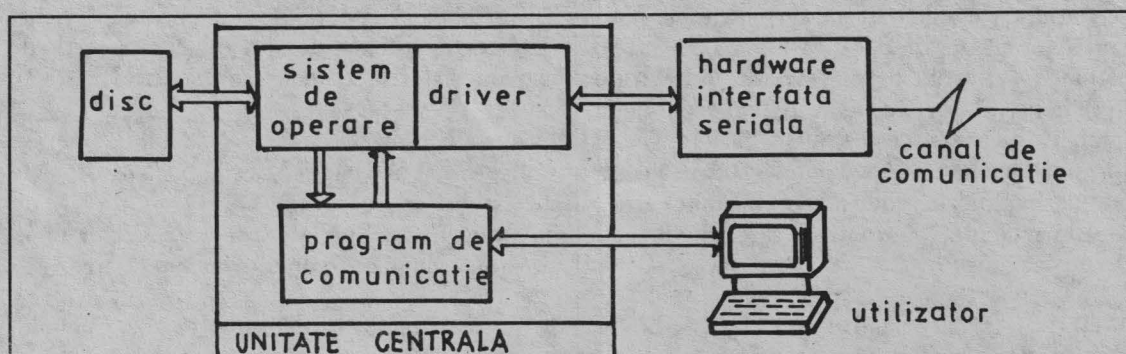 disc
sistem
de
operare
driver
hardware
interfata
seriala
canal de
comunicatie
program de
comunicatie
utilizator
UNITATE CENTRALA